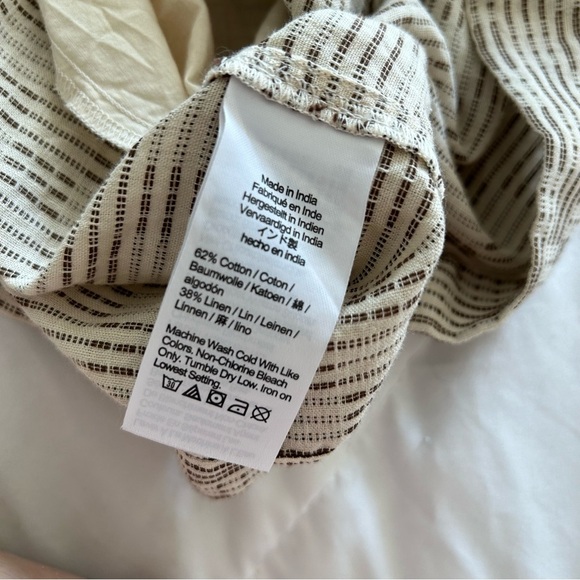 Made in India
Fabriqué en Inde
Hergestellt in Indien
Vervaardigd in India
インド製
hecho en India
62% Cotton / Coton /
Baumwolle / Katoen / 綿 /
algodón
38% Linen / Lin / Leinen /
Linnen / 麻 / lino
Machine Wash Cold With Like
Colors. Non-Chlorine Bleach
Only. Tumble Dry Low. Iron on
Lowest Setting.